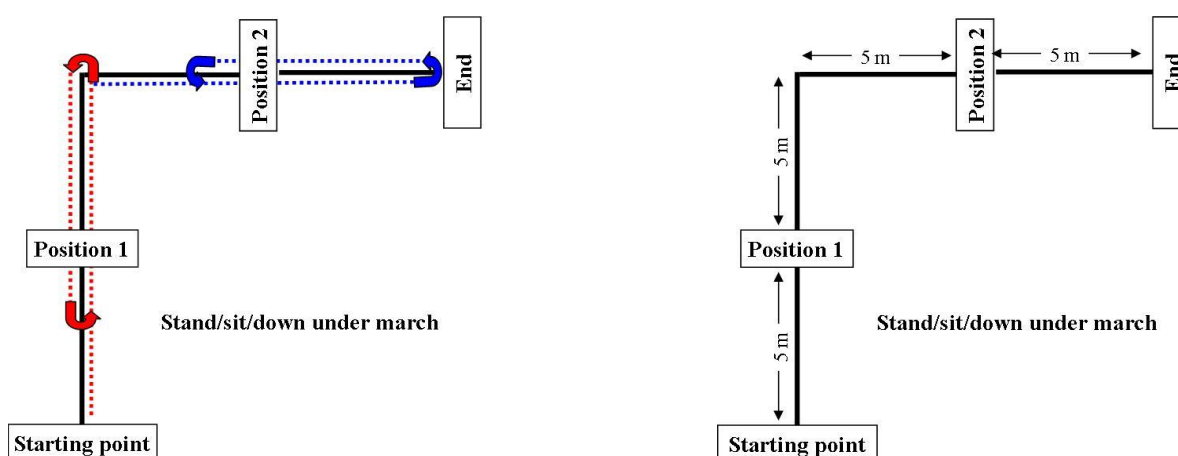 Position 2
End
Position 1
Stand/sit/down under march
Starting point
5 m
5 m
Position 2
End
5 m
Position 1
5 m
Stand/sit/down under march
Starting point